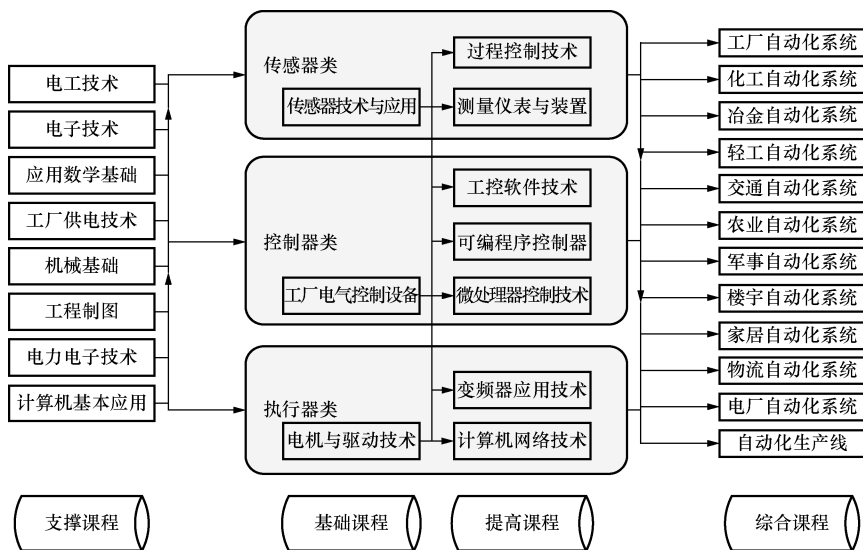 电工技术
电子技术
应用数学基础
工厂供电技术
机械基础
工程制图
电力电子技术
计算机基本应用
传感器类
传感器技术与应用
过程控制技术
测量仪表与装置
控制器类
工厂电气控制设备
工控软件技术
可编程序控制器
微处理器控制技术
执行器类
电机与驱动技术
变频器应用技术
计算机网络技术
工厂自动化系统
化工自动化系统
冶金自动化系统
轻工自动化系统
交通自动化系统
农业自动化系统
军事自动化系统
楼宇自动化系统
家居自动化系统
物流自动化系统
电厂自动化系统
自动化生产线
支撑课程
基础课程
提高课程
综合课程